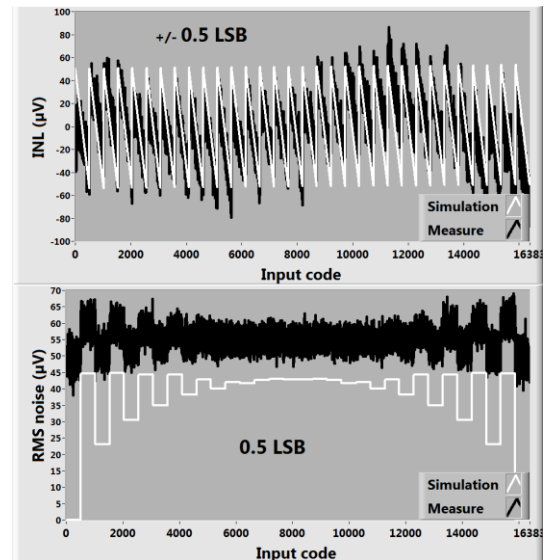 100
80
60
40
20
0
-20
-40
-60
-80
-100
INL (µV)
+/- 0.5 LSB
Simulation
Measure
0 2000 4000 6000 8000 10000 12000 14000 16383
Input code
70
65
60
55
50
45
40
35
30
25
20
15
10
5
0
RMS noise (µV)
0.5 LSB
Simulation
Measure
0 2000 4000 6000 8000 10000 12000 14000 16383
Input code